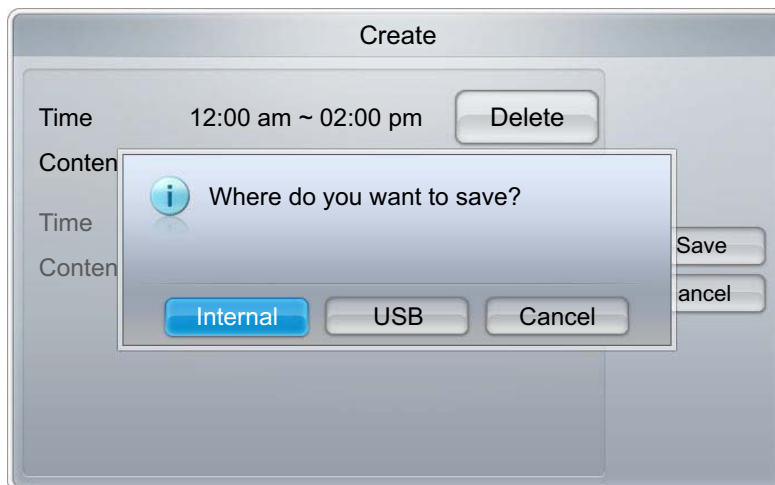 Create
Time 12:00 am ~ 02:00 pm Delete
Conten
i Where do you want to save?
Time
Save
Conten
ancel
Internal USB Cancel